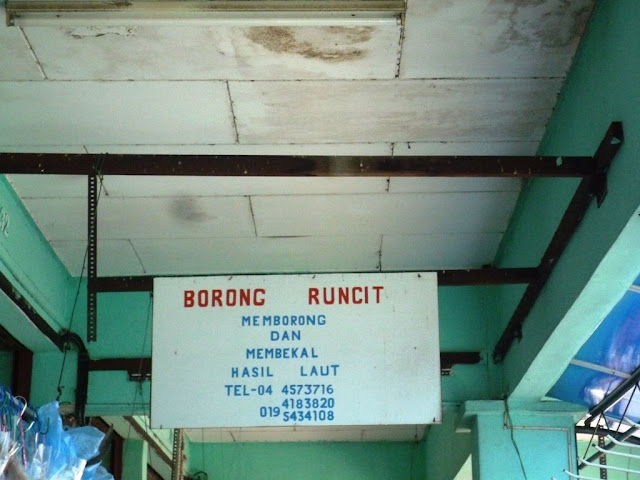 BORONG RUNCIT
MEMBORONG
DAN
MEMBEKAL
HASIL LAUT
TEL-04 4573716
019 4183820
5434108